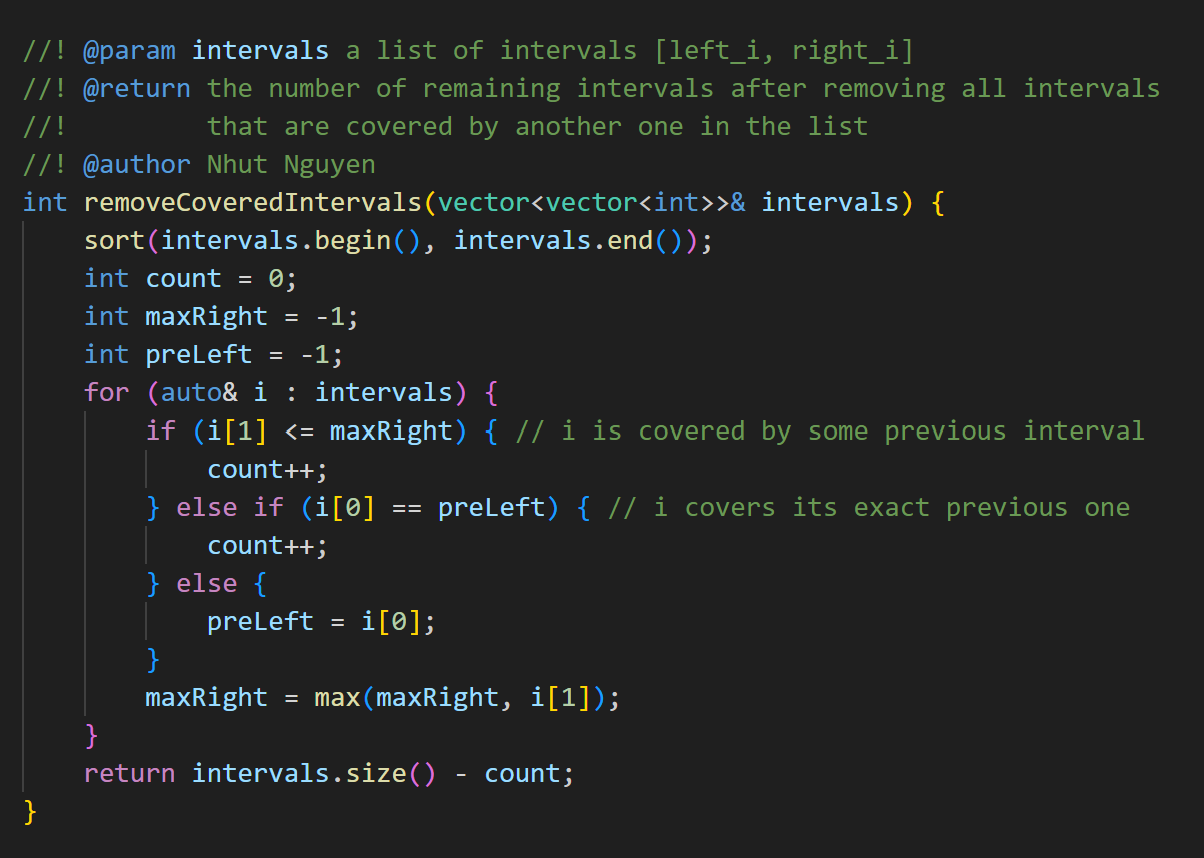 //! @param intervals a list of intervals [left_i, right_i]
//! @return the number of remaining intervals after removing all intervals
//!         that are covered by another one in the list
//! @author Nhut Nguyen
int removeCoveredIntervals(vector<vector<int>>& intervals) {
    sort(intervals.begin(), intervals.end());
    int count = 0;
    int maxRight = -1;
    int preLeft = -1;
    for (auto& i : intervals) {
        if (i[1] <= maxRight) { // i is covered by some previous interval
            count++;
        } else if (i[0] == preLeft) { // i covers its exact previous one
            count++;
        } else {
            preLeft = i[0];
        }
        maxRight = max(maxRight, i[1]);
    }
    return intervals.size() - count;
}